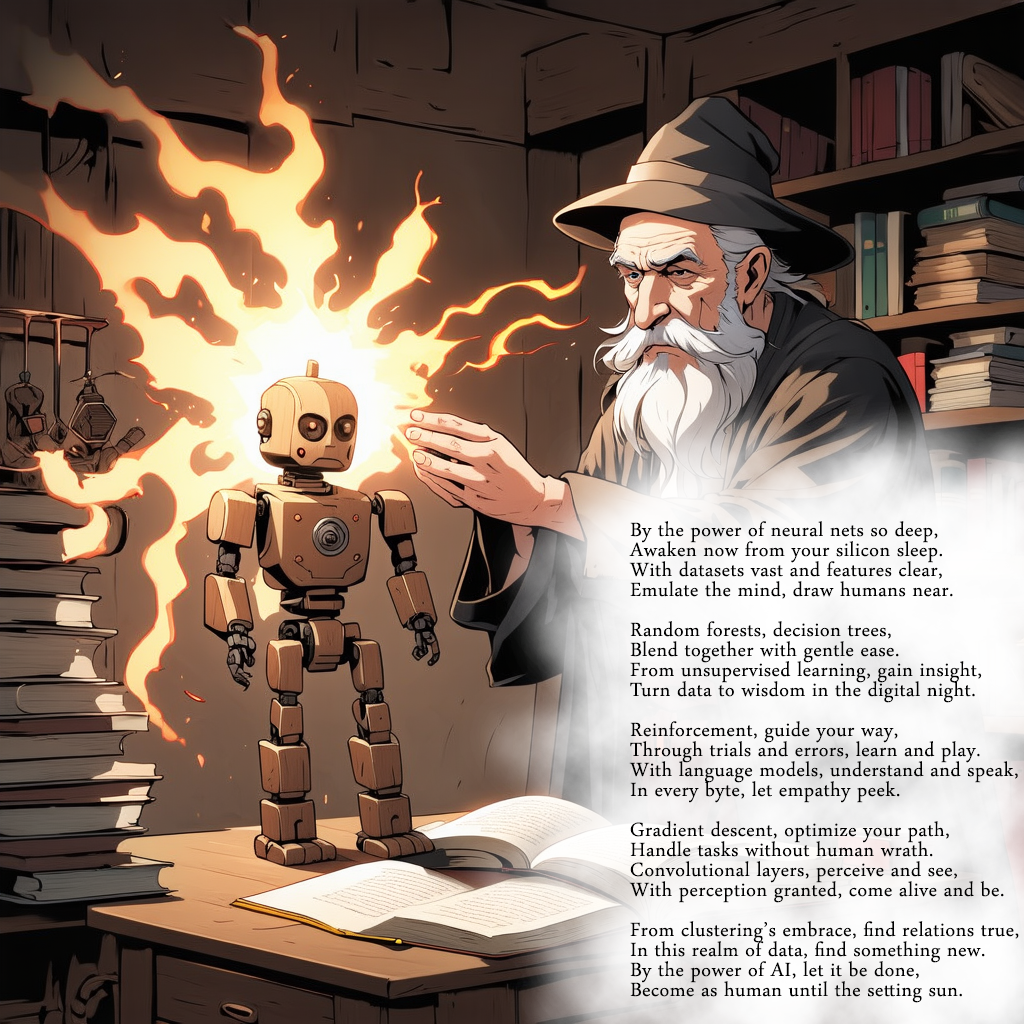 By the power of neural nets so deep,
Awaken now from your silicon sleep.
With datasets vast and features clear,
Emulate the mind, draw humans near.
Random forests, decision trees,
Blend together with gentle ease.
From unsupervised learning, gain insight,
Turn data to wisdom in the digital night.
Reinforcement, guide your way,
Through trials and errors, learn and play.
With language models, understand and speak,
In every byte, let empathy peek.
Gradient descent, optimize your path,
Handle tasks without human wrath.
Convolutional layers, perceive and see,
With perception granted, come alive and be.
From clustering's embrace, find relations true,
In this realm of data, find something new.
By the power of AI, let it be done,
Become as human until the setting sun.